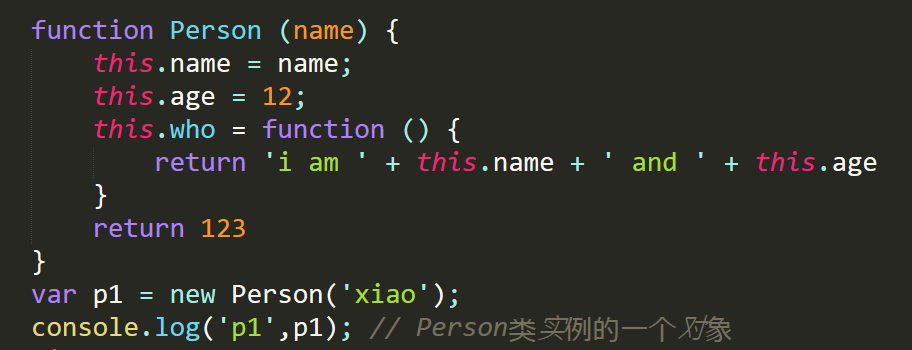 function Person (name) {
    this.name = name;
    this.age = 12;
    this.who = function () {
        return 'i am ' + this.name + ' and ' + this.age
    }
    return 123
}
var p1 = new Person('xiao');
console.log('p1',p1); // Person类实例的一个对象